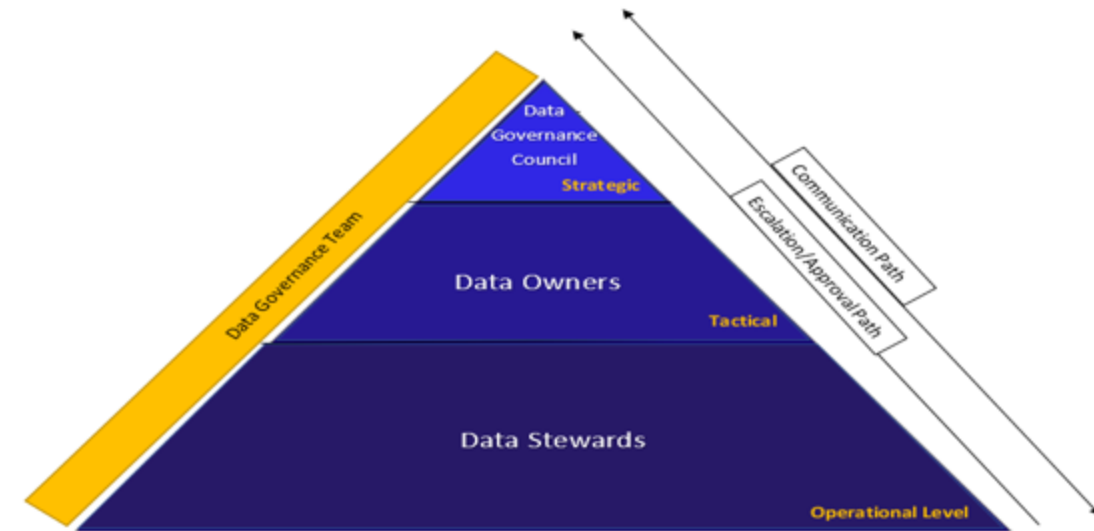 Data
Governance
Council
Strategic
Data Governance Team
Communication Path
Escalation/Approval Path
Data Owners
Tactical
Data Stewards
Operational Level